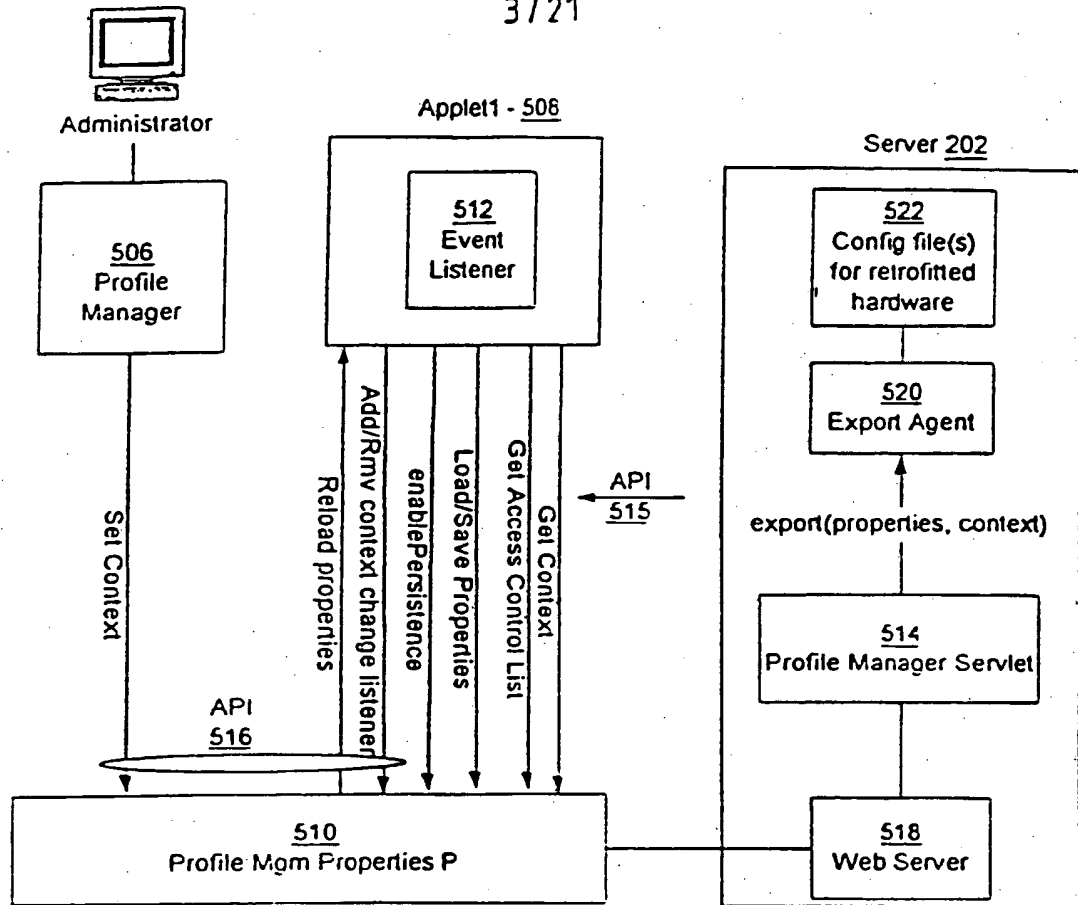 3/21
Administrator
Applet1 - 508
Server 202
506
Profile
Manager
512
Event
Listener
522
Config file(s)
for retrofitted
hardware
520
Export Agent
export(properties, context)
514
Profile Manager Servlet
518
Web Server
Set Context
Reload properties
Add/Rmv context change listener
enablePersistence
Load/Save Properties
Get Access Control List
Get Context
API
515
API
516
510
Profile Mgm Properties P